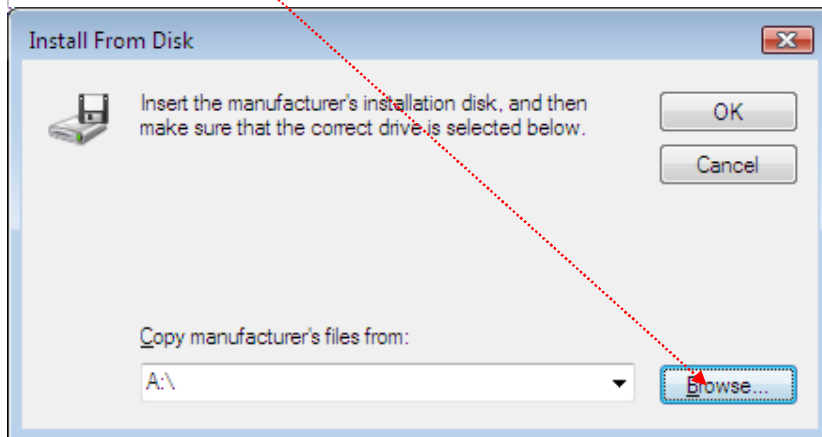 Install From Disk
Insert the manufacturer's installation disk, and then
make sure that the correct drive is selected below.
OK
Cancel
Copy manufacturer's files from:
A:\
Browse...